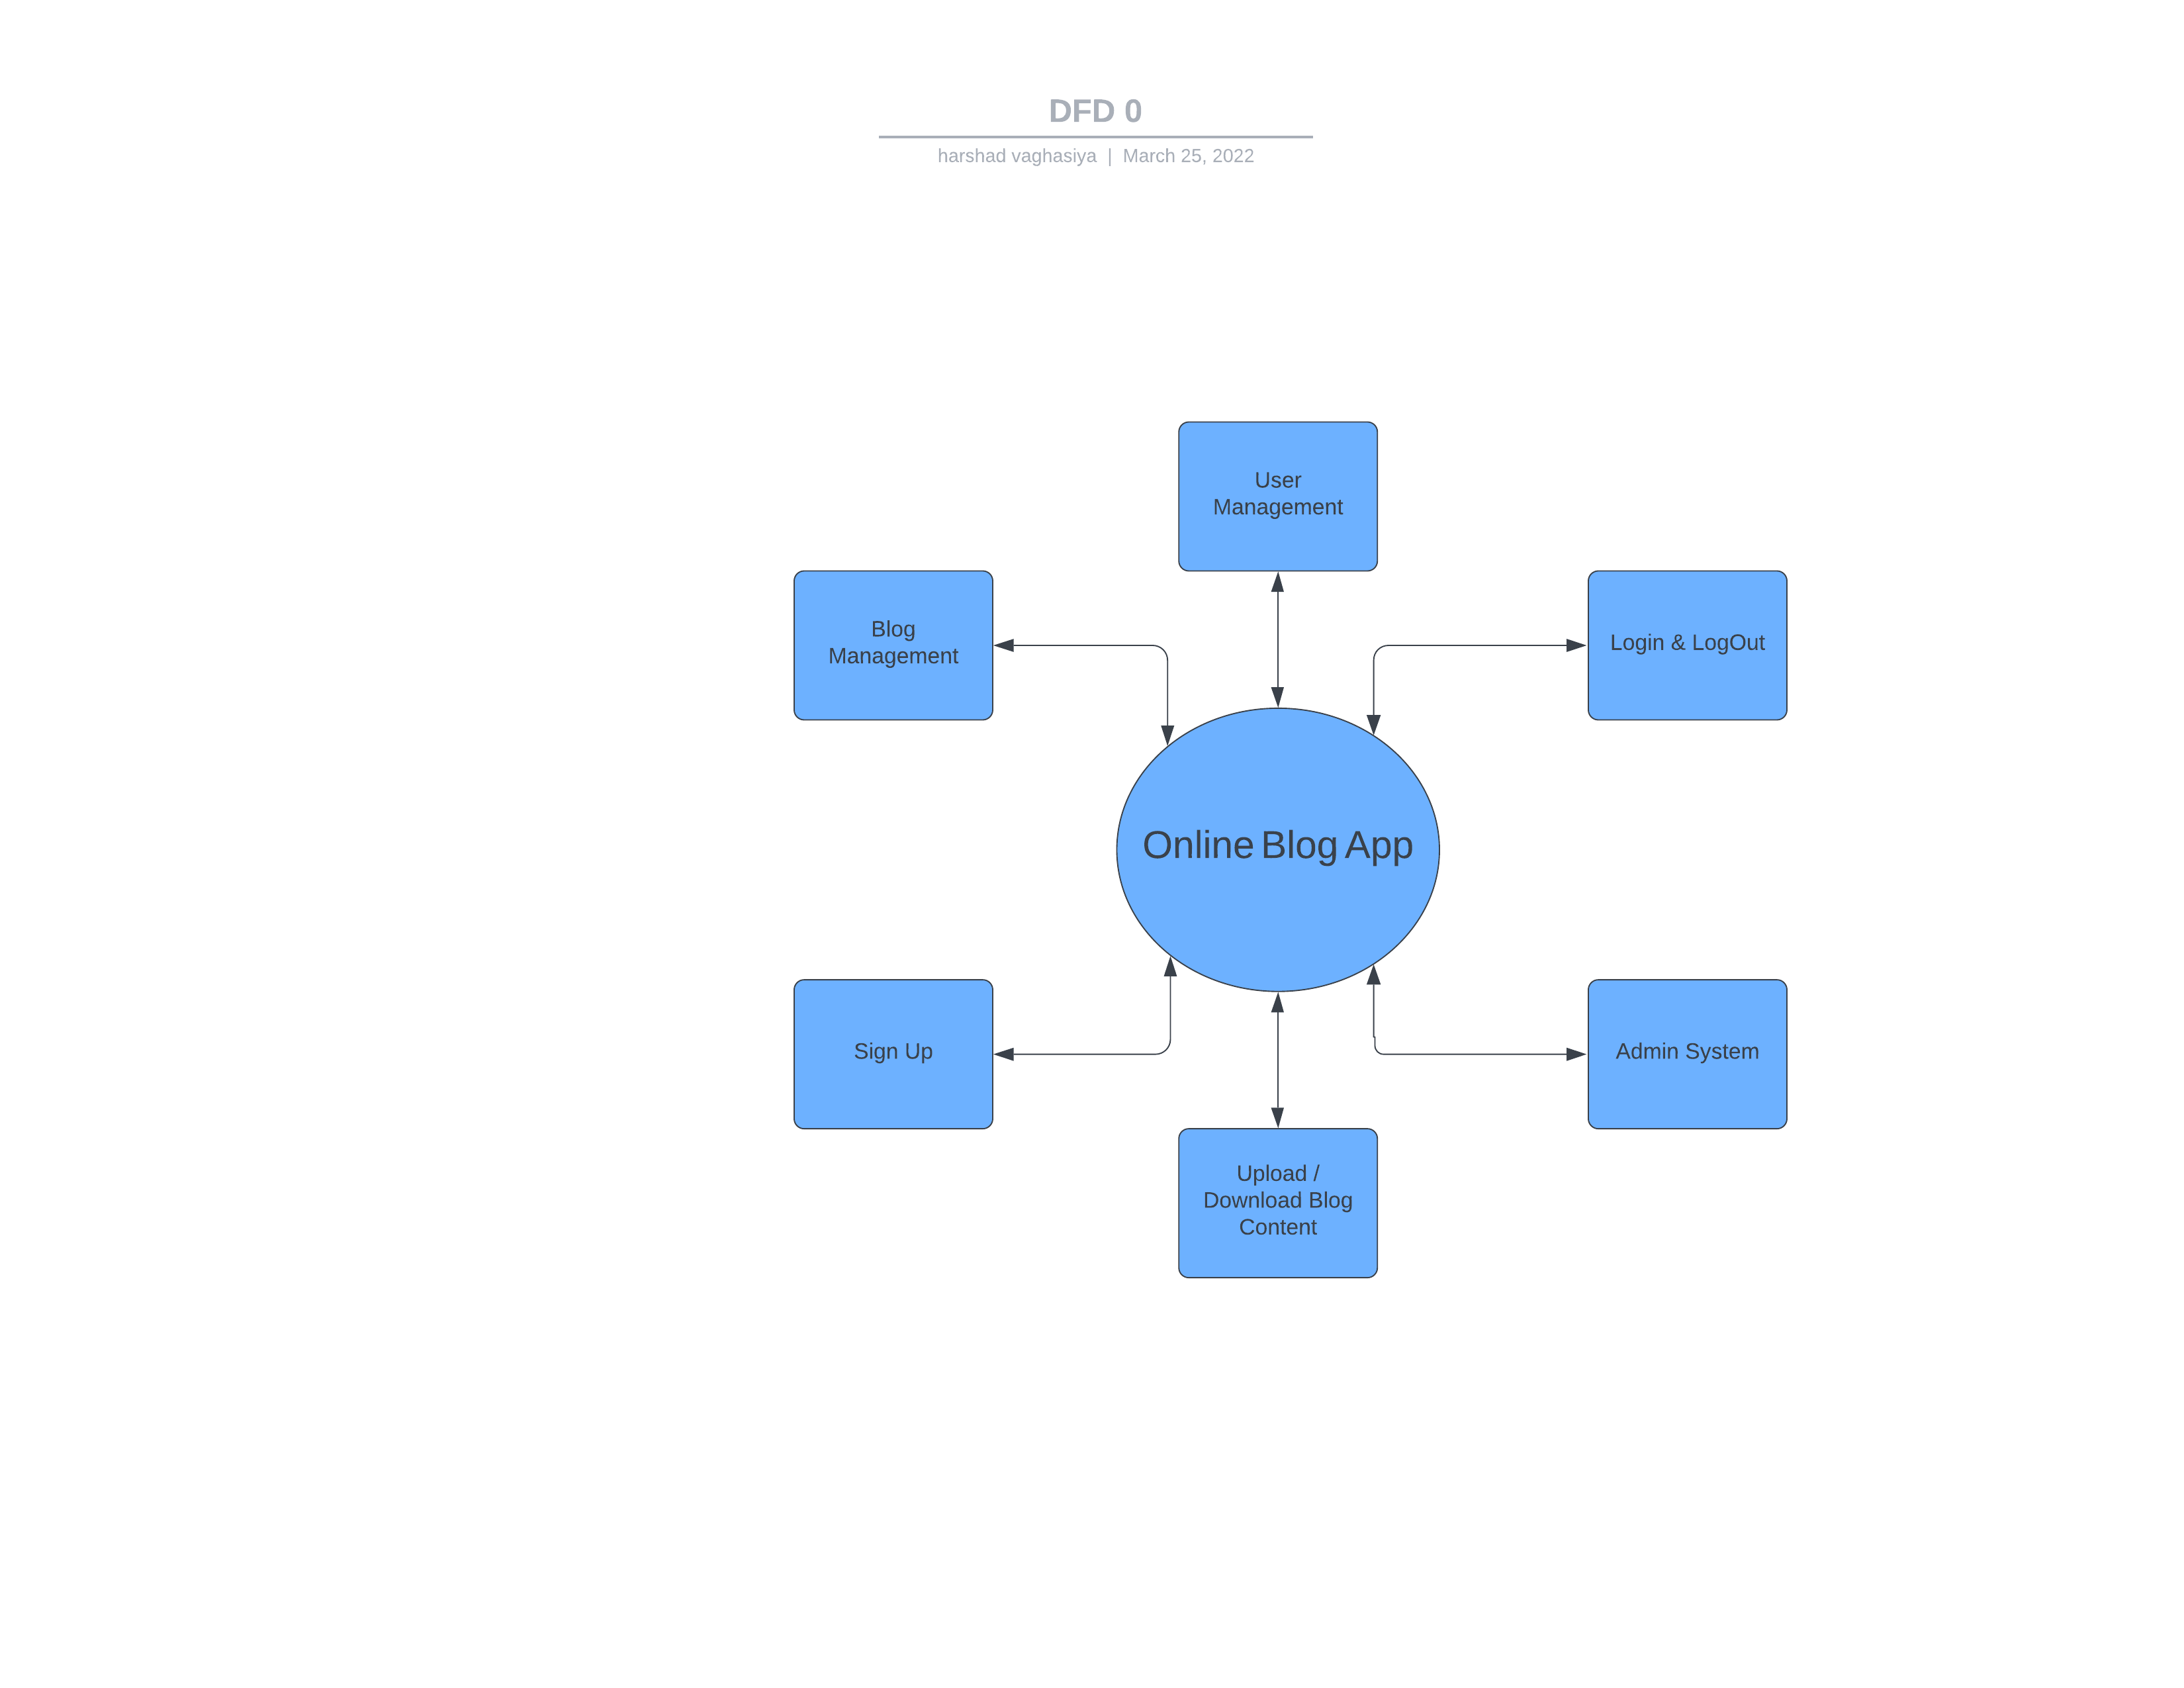 DFD 0
harshad vaghasiya | March 25, 2022
User
Management
Blog
Management
Login & LogOut
Online Blog App
Sign Up
Admin System
Upload /
Download Blog
Content